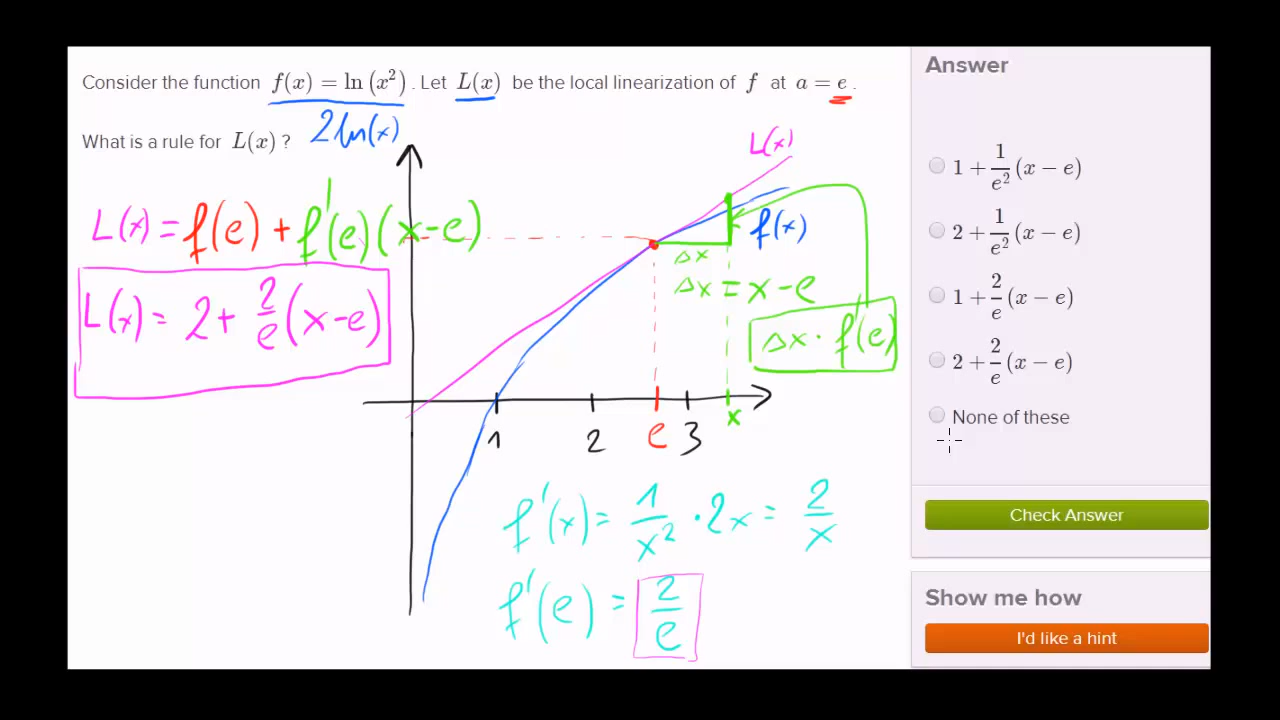 Consider the function f(x) = ln (x²). Let L(x) be the local linearization of f at a = e.
2ln(x)
What is a rule for L(x) ?
L(x) = f(e) + f'(e)(x-e)
L(x) = 2+ 2/e (x-e)
L(x)
f(x)
Δx
Δx = x-e
Δx · f'(e)
1 2 e 3 x
f'(x) = 1/x² · 2x = 2/x
f'(e) = 2/e
Answer
1 + 1/e² (x − e)
2 + 1/e² (x − e)
1 + 2/e (x − e)
2 + 2/e (x − e)
None of these
Check Answer
Show me how
I'd like a hint